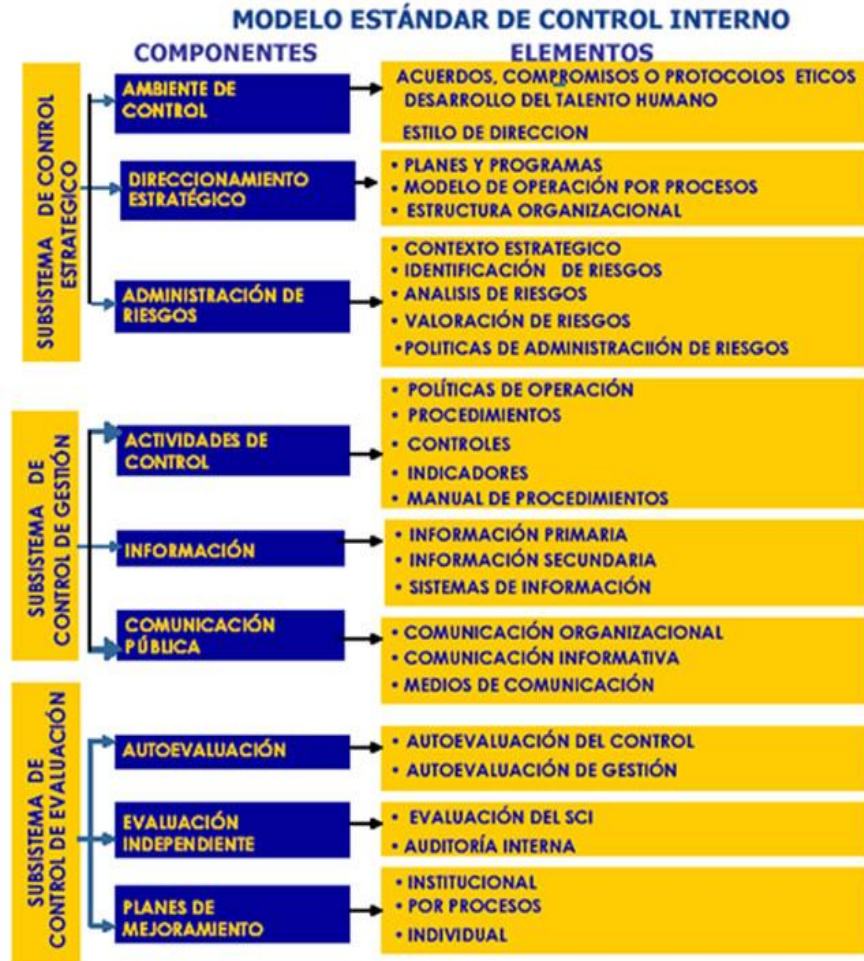 MODELO ESTÁNDAR DE CONTROL INTERNO
COMPONENTES
ELEMENTOS
SUBSISTEMA DE CONTROL
ESTRATEGICO
AMBIENTE DE
CONTROL
ACUERDOS, COMPROMISOS O PROTOCOLOS ETICOS
DESARROLLO DEL TALENTO HUMANO
ESTILO DE DIRECCION
DIRECCIONAMIENTO
ESTRATÉGICO
• PLANES Y PROGRAMAS
• MODELO DE OPERACIÓN POR PROCESOS
• ESTRUCTURA ORGANIZACIONAL
ADMINISTRACIÓN DE
RIESGOS
• CONTEXTO ESTRATEGICO
• IDENTIFICACIÓN DE RIESGOS
• ANALISIS DE RIESGOS
• VALORACIÓN DE RIESGOS
• POLITICAS DE ADMINISTRACIIÓN DE RIESGOS
SUBSISTEMA DE
CONTROL DE GESTIÓN
ACTIVIDADES DE
CONTROL
• POLÍTICAS DE OPERACIÓN
• PROCEDIMIENTOS
• CONTROLES
• INDICADORES
• MANUAL DE PROCEDIMIENTOS
INFORMACIÓN
• INFORMACIÓN PRIMARIA
• INFORMACIÓN SECUNDARIA
• SISTEMAS DE INFORMACIÓN
COMUNICACIÓN
PÚBLICA
• COMUNICACIÓN ORGANIZACIONAL
• COMUNICACIÓN INFORMATIVA
• MEDIOS DE COMUNICACIÓN
SUBSISTEMA DE
CONTROL DE EVALUACIÓN
AUTOEVALUACIÓN
• AUTOEVALUACIÓN DEL CONTROL
• AUTOEVALUACIÓN DE GESTIÓN
EVALUACIÓN
INDEPENDIENTE
• EVALUACIÓN DEL SCI
• AUDITORÍA INTERNA
PLANES DE
MEJORAMIENTO
• INSTITUCIONAL
• POR PROCESOS
• INDIVIDUAL